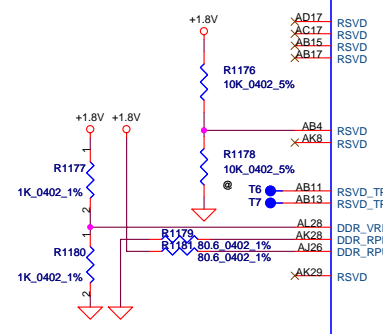 +1.8V
AD17 RSVD
AC17 RSVD
AB15 RSVD
AB17 RSVD
R1176
10K_0402_5%
+1.8V +1.8V
AB4 RSVD
AK8 RSVD
R1178
10K_0402_5%
@
R1177
1K_0402_1%
1
2
T6 AB11 RSVD_TP
T7 AB13 RSVD_TP
AL28 DDR_VR
R1179 AK28 DDR_RP
R1181 80.6_0402_1% AJ26 DDR_RP
80.6_0402_1%
1
R1180
1K_0402_1%
2
AK29 RSVD